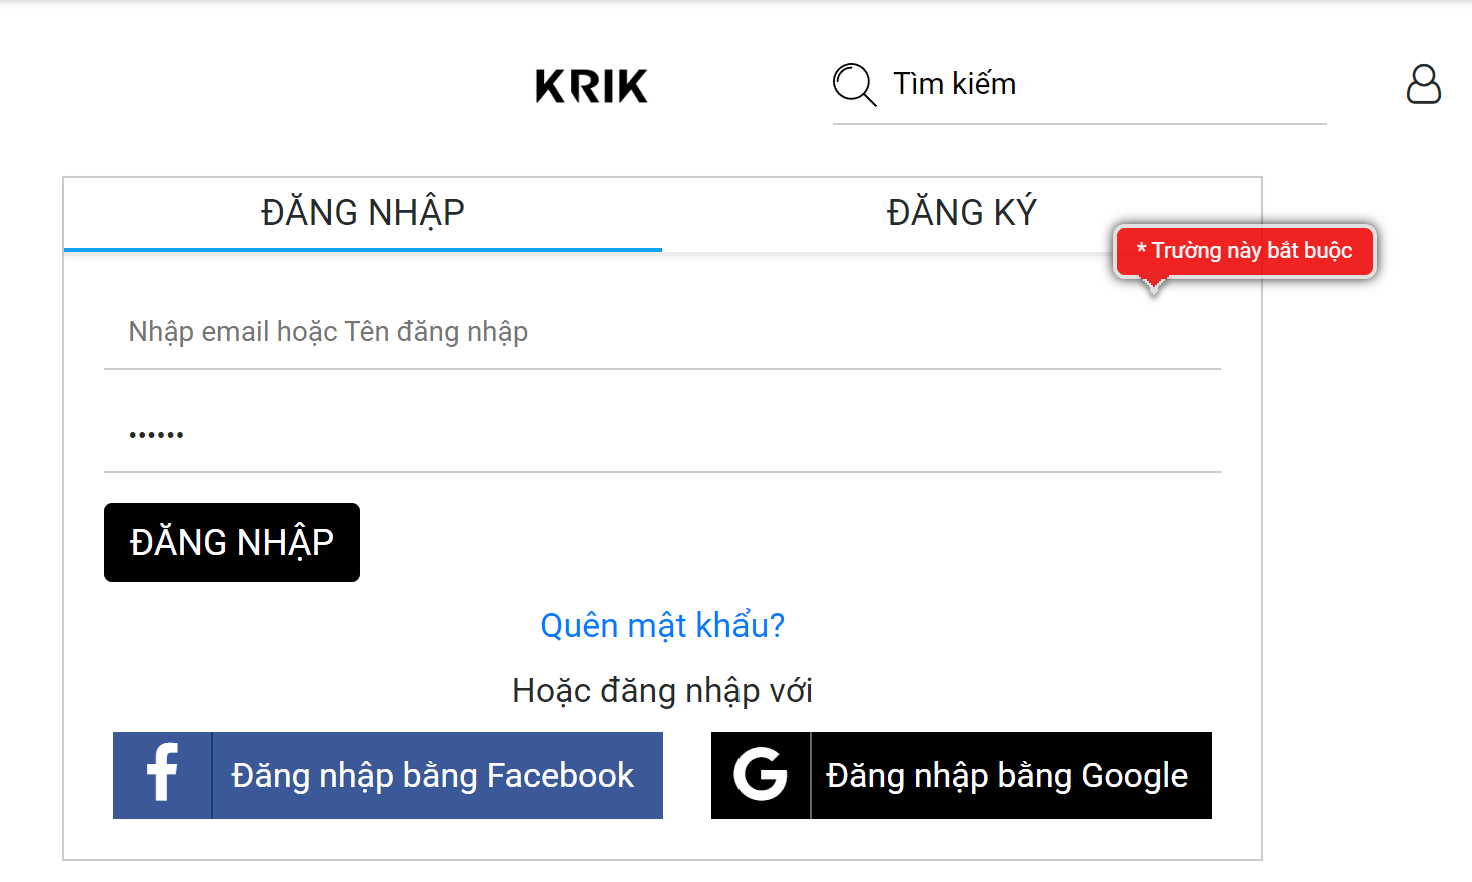 KRIK
Tìm kiếm
ĐĂNG NHẬP
ĐĂNG KÝ
* Trường này bắt buộc
Nhập email hoặc Tên đăng nhập
••••••
ĐĂNG NHẬP
Quên mật khẩu?
Hoặc đăng nhập với
f Đăng nhập bằng Facebook
G Đăng nhập bằng Google